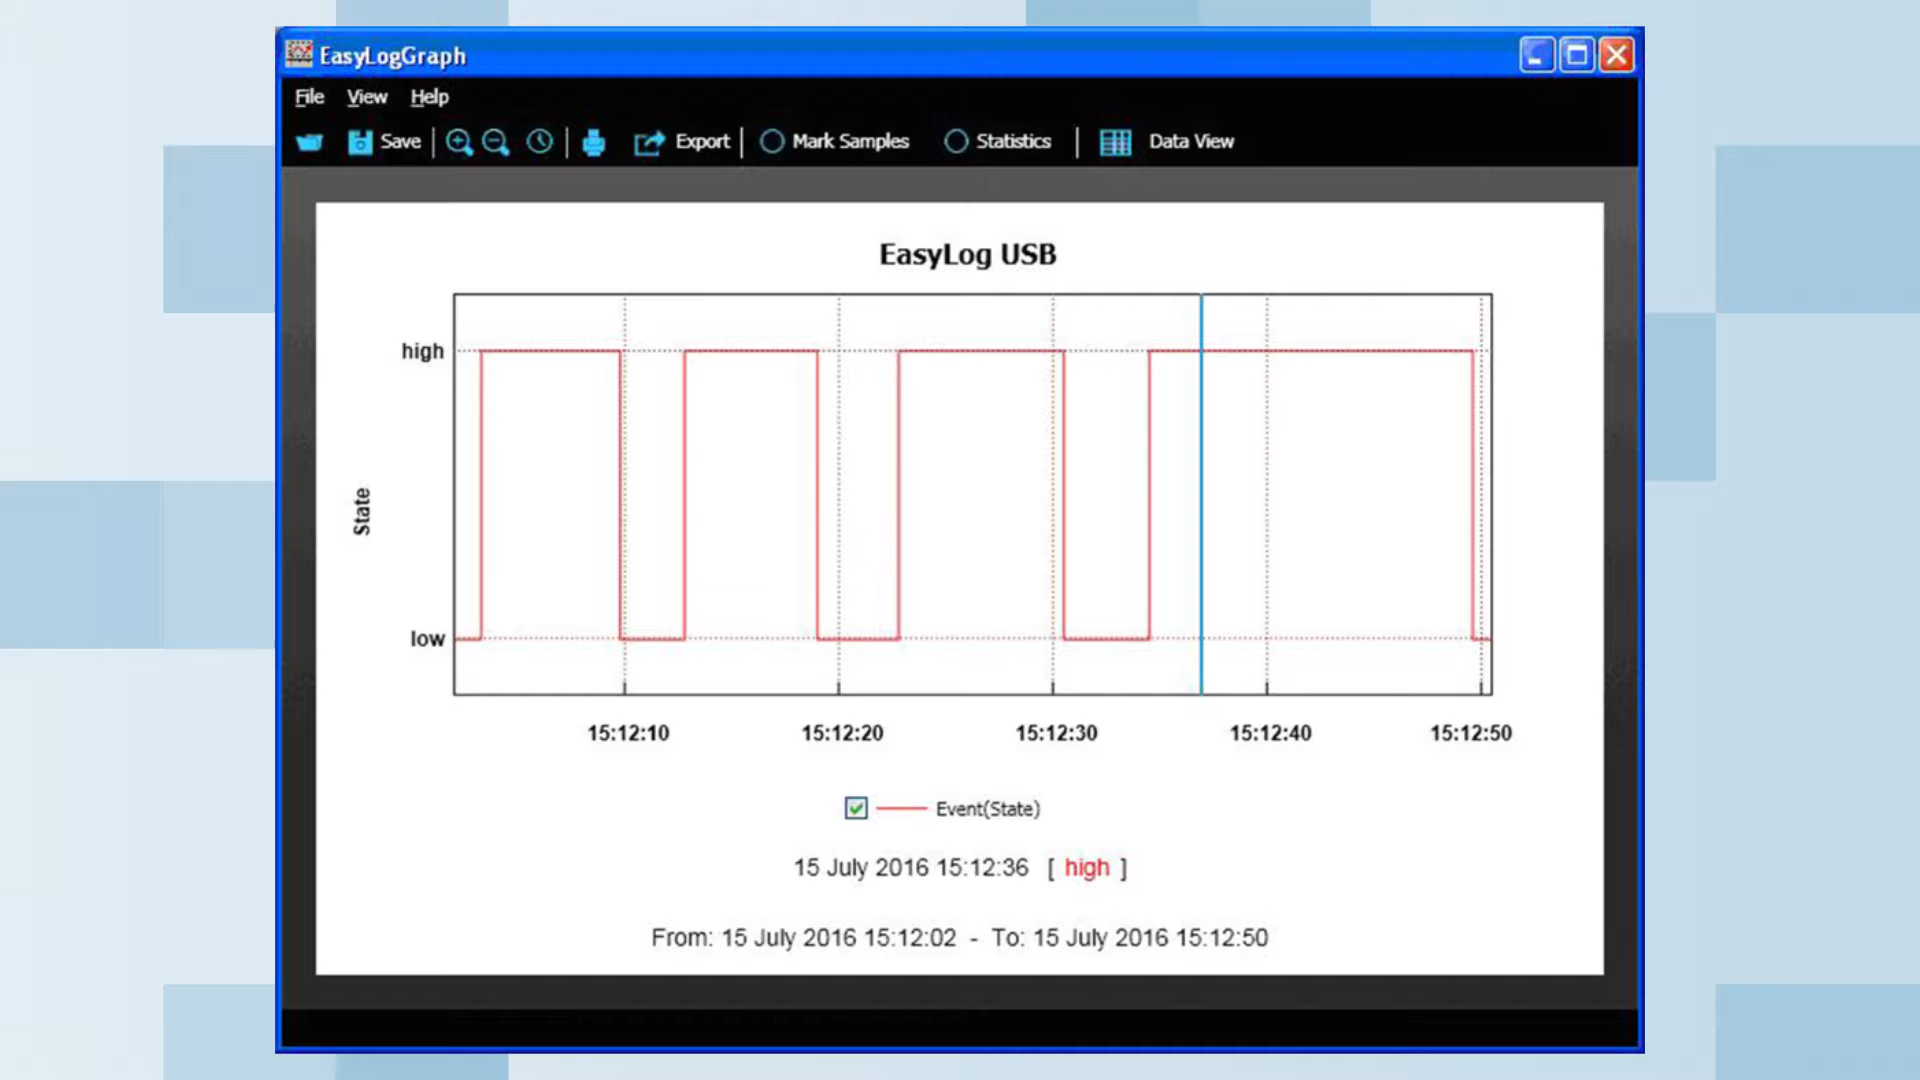 EasyLogGraph
File View Help
Save Export Mark Samples Statistics Data View
EasyLog USB
high
State
low
15:12:10 15:12:20 15:12:30 15:12:40 15:12:50
Event(State)
15 July 2016 15:12:36 [ high ]
From: 15 July 2016 15:12:02 - To: 15 July 2016 15:12:50